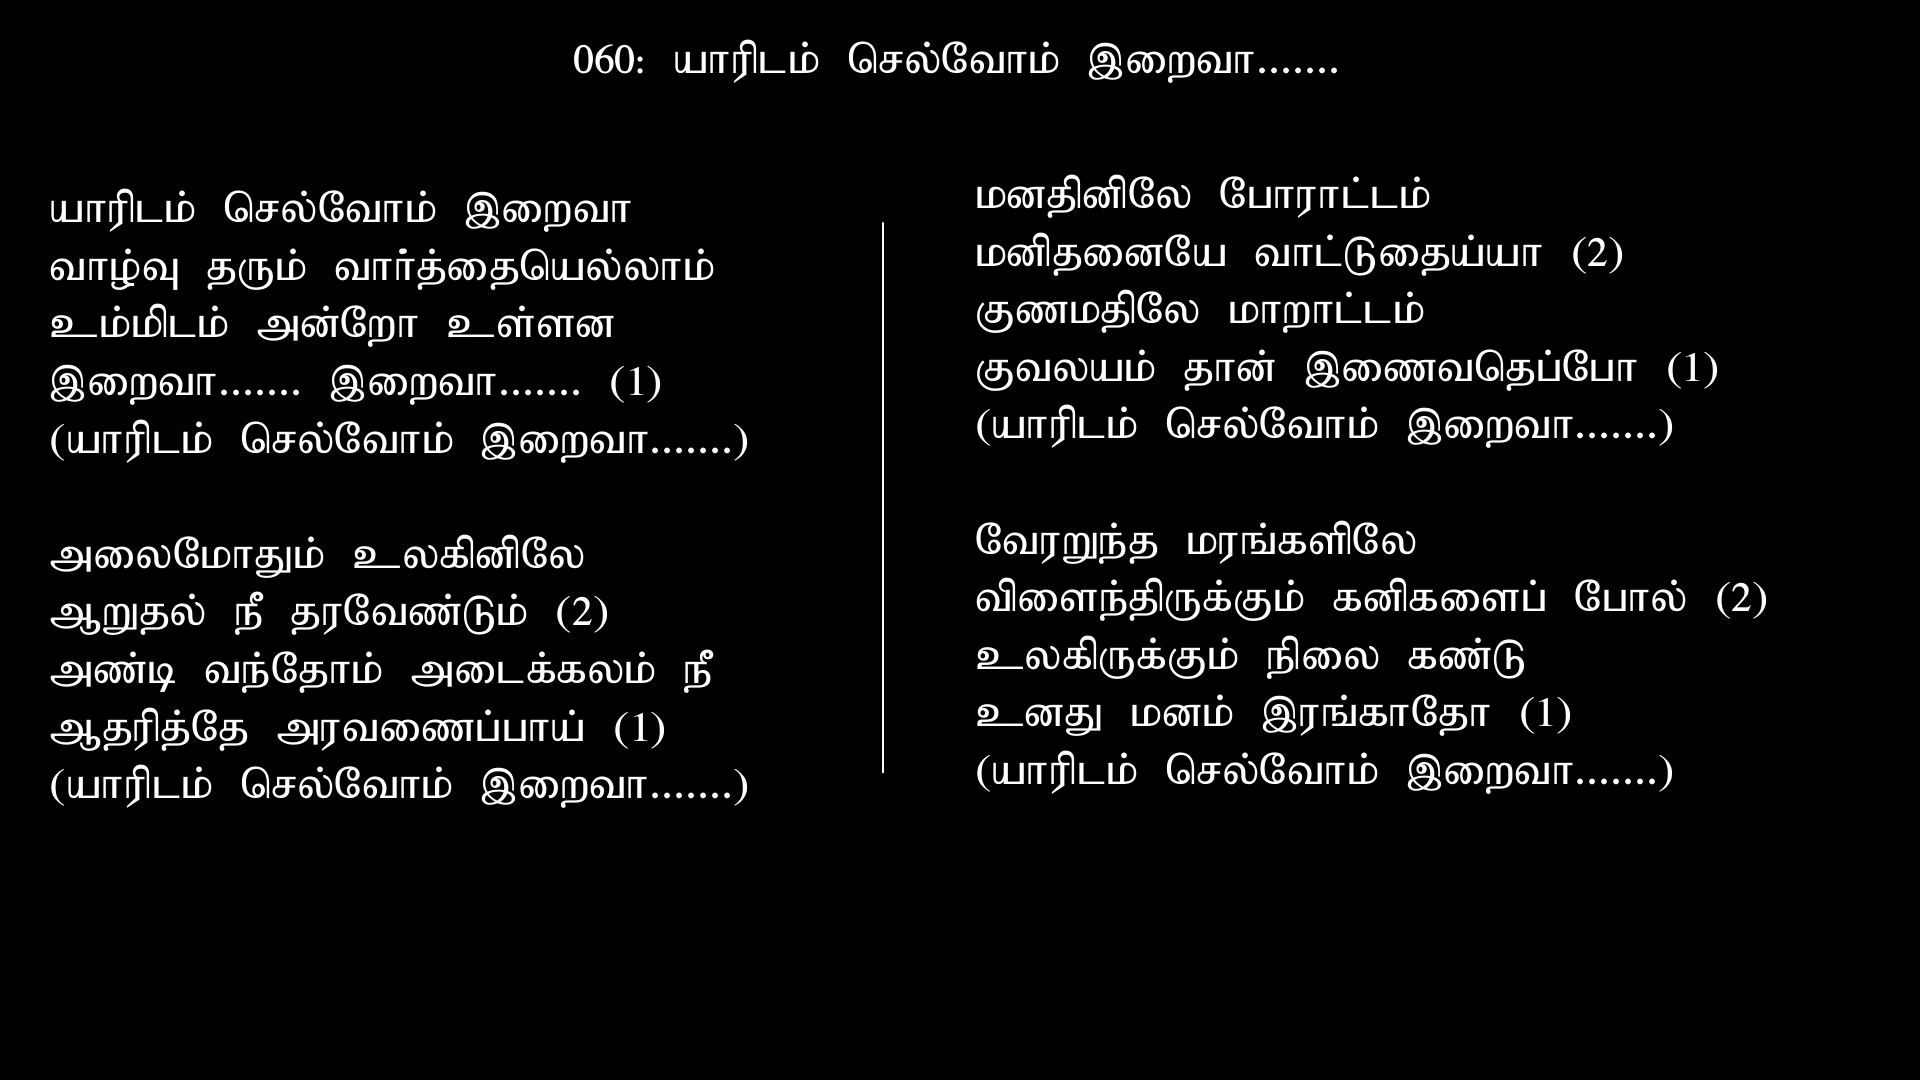 060: யாரிடம் செல்வோம் இறைவா.......
யாரிடம் செல்வோம் இறைவா
வாழ்வு தரும் வார்த்தையெல்லாம்
உம்மிடம் அன்றோ உள்ளன
இறைவா....... இறைவா....... (1)
(யாரிடம் செல்வோம் இறைவா.......)
அலைமோதும் உலகினிலே
ஆறுதல் நீ தரவேண்டும் (2)
அண்டி வந்தோம் அடைக்கலம் நீ
ஆதரித்தே அரவணைப்பாய் (1)
(யாரிடம் செல்வோம் இறைவா.......)
மனதினிலே போராட்டம்
மனிதனையே வாட்டுதைய்யா (2)
குணமதிலே மாறாட்டம்
குவலயம் தான் இணைவதெப்போ (1)
(யாரிடம் செல்வோம் இறைவா.......)
வேரறுந்த மரங்களிலே
விளைந்திருக்கும் கனிகளைப் போல் (2)
உலகிருக்கும் நிலை கண்டு
உனது மனம் இரங்காதோ (1)
(யாரிடம் செல்வோம் இறைவா.......)